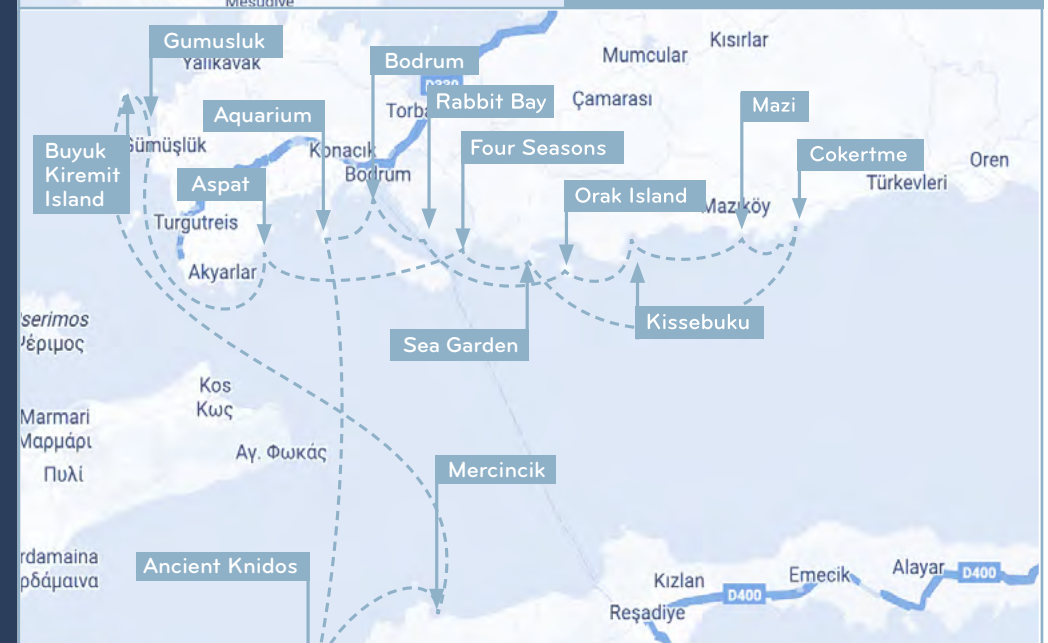 Mesudiye
Gumusluk
Yalıkavak
Bodrum
D330
Kısırlar
Mumcular
Aquarium
Rabbit Bay
Çamarası
Mazi
Gümüşlük
Konacık
Four Seasons
Cokertme
Oren
Buyuk
Kiremit
Island
Aspat
Bodrum
Orak Island
Türkevleri
Mazıköy
Turgutreis
Akyarlar
Kissebuku
Sea Garden
Kos
Κως
Marmari
Μαρμάρι
Αγ. Φωκάς
Πυλί
Mercincik
Ancient Knidos
Kızlan
Emecik
Alayar
D400
D400
Reşadiye